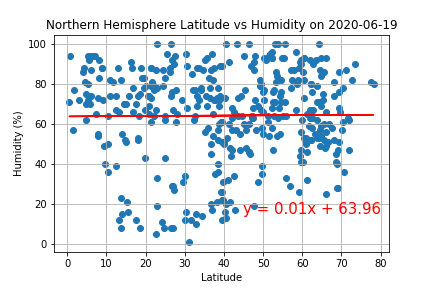 Northern Hemisphere Latitude vs Humidity on 2020-06-19
100
80
60
40
20
0
Humidity (%)
y = 0.01x + 63.96
0 10 20 30 40 50 60 70 80
Latitude